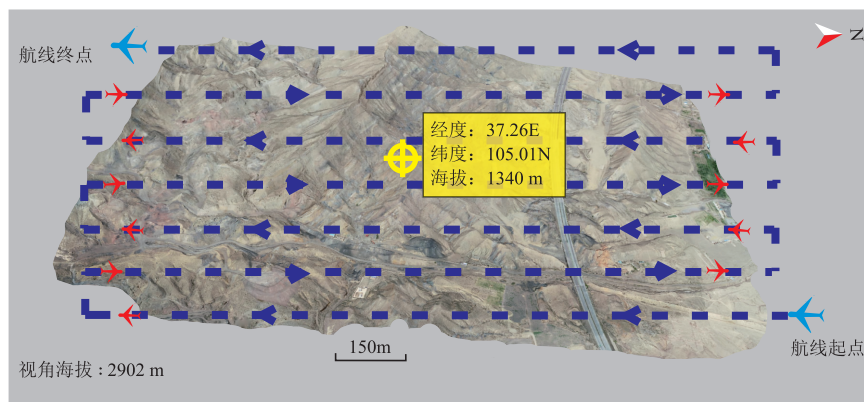 航线终点
N
经度：37.26E
纬度：105.01N
海拔：1340 m
航线起点
150m
视角海拔：2902 m